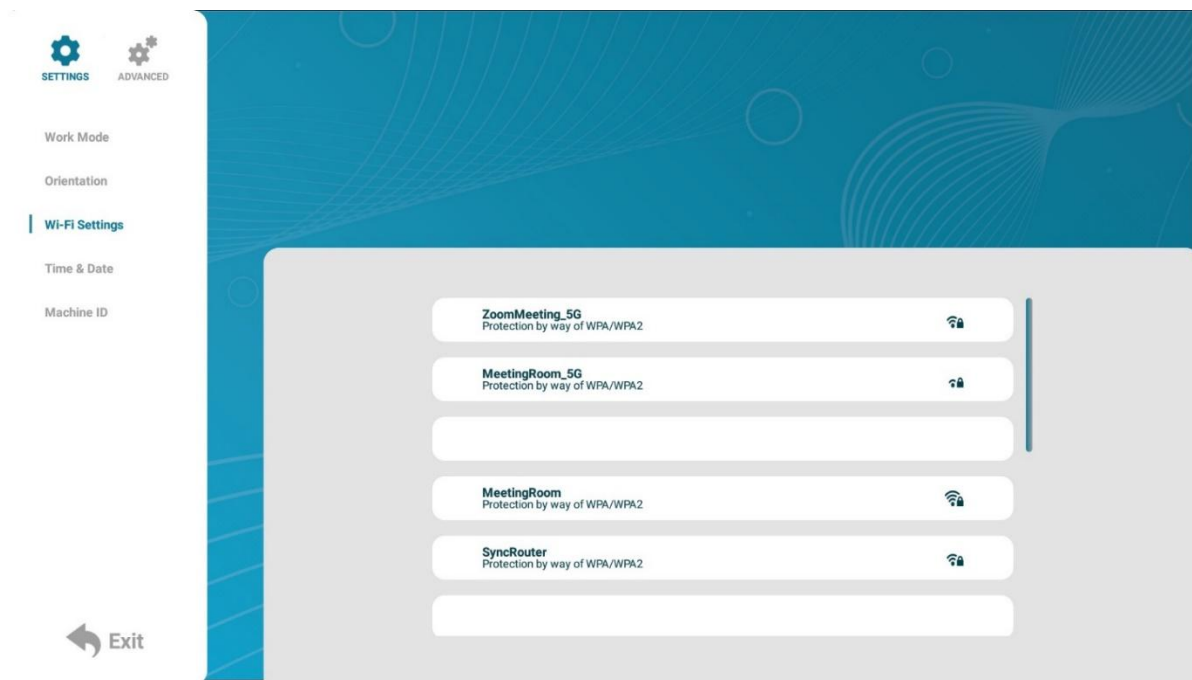 SETTINGS
ADVANCED
Work Mode
Orientation
Wi-Fi Settings
Time & Date
Machine ID
Exit
ZoomMeeting_5G
Protection by way of WPA/WPA2
MeetingRoom_5G
Protection by way of WPA/WPA2
MeetingRoom
Protection by way of WPA/WPA2
SyncRouter
Protection by way of WPA/WPA2